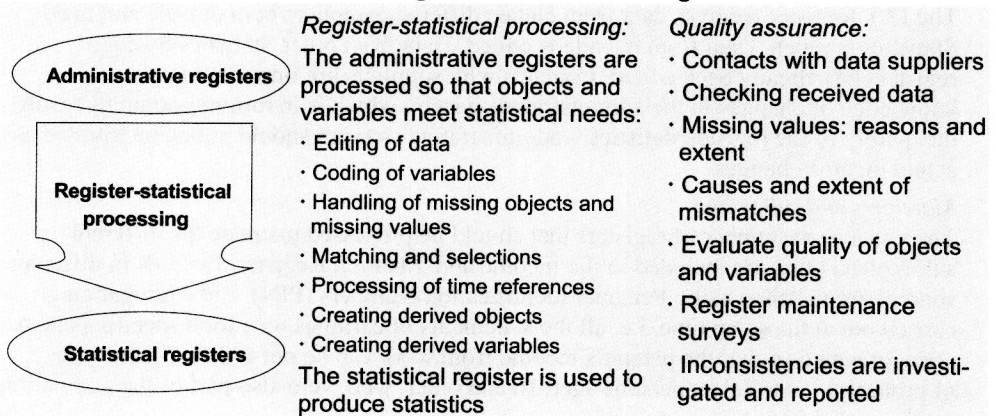 Administrative registers
Register-statistical
processing
Statistical registers
Register-statistical processing:
The administrative registers are
processed so that objects and
variables meet statistical needs:
· Editing of data
· Coding of variables
· Handling of missing objects and
missing values
· Matching and selections
· Processing of time references
· Creating derived objects
· Creating derived variables
The statistical register is used to
produce statistics
Quality assurance:
· Contacts with data suppliers
· Checking received data
· Missing values: reasons and
extent
· Causes and extent of
mismatches
· Evaluate quality of objects
and variables
· Register maintenance
surveys
· Inconsistencies are investi-
gated and reported